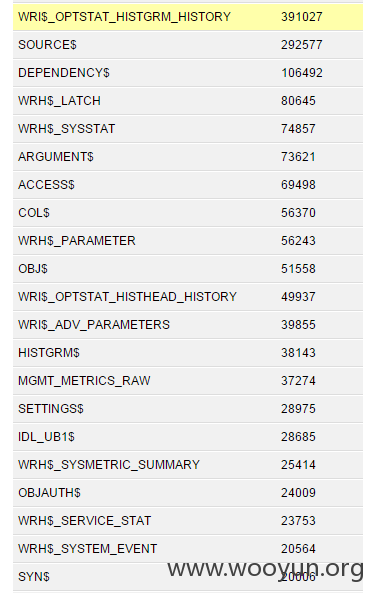 WRI$_OPTSTAT_HISTGRM_HISTORY 391027
SOURCE$ 292577
DEPENDENCY$ 106492
WRH$_LATCH 80645
WRH$_SYSSTAT 74857
ARGUMENT$ 73621
ACCESS$ 69498
COL$ 56370
WRH$_PARAMETER 56243
OBJ$ 51558
WRI$_OPTSTAT_HISTHEAD_HISTORY 49937
WRI$_ADV_PARAMETERS 39855
HISTGRM$ 38143
MGMT_METRICS_RAW 37274
SETTINGS$ 28975
IDL_UB1$ 28685
WRH$_SYSMETRIC_SUMMARY 25414
OBJAUTH$ 24009
WRH$_SERVICE_STAT 23753
WRH$_SYSTEM_EVENT 20564
SYN$ 20006
www.wooyun.org